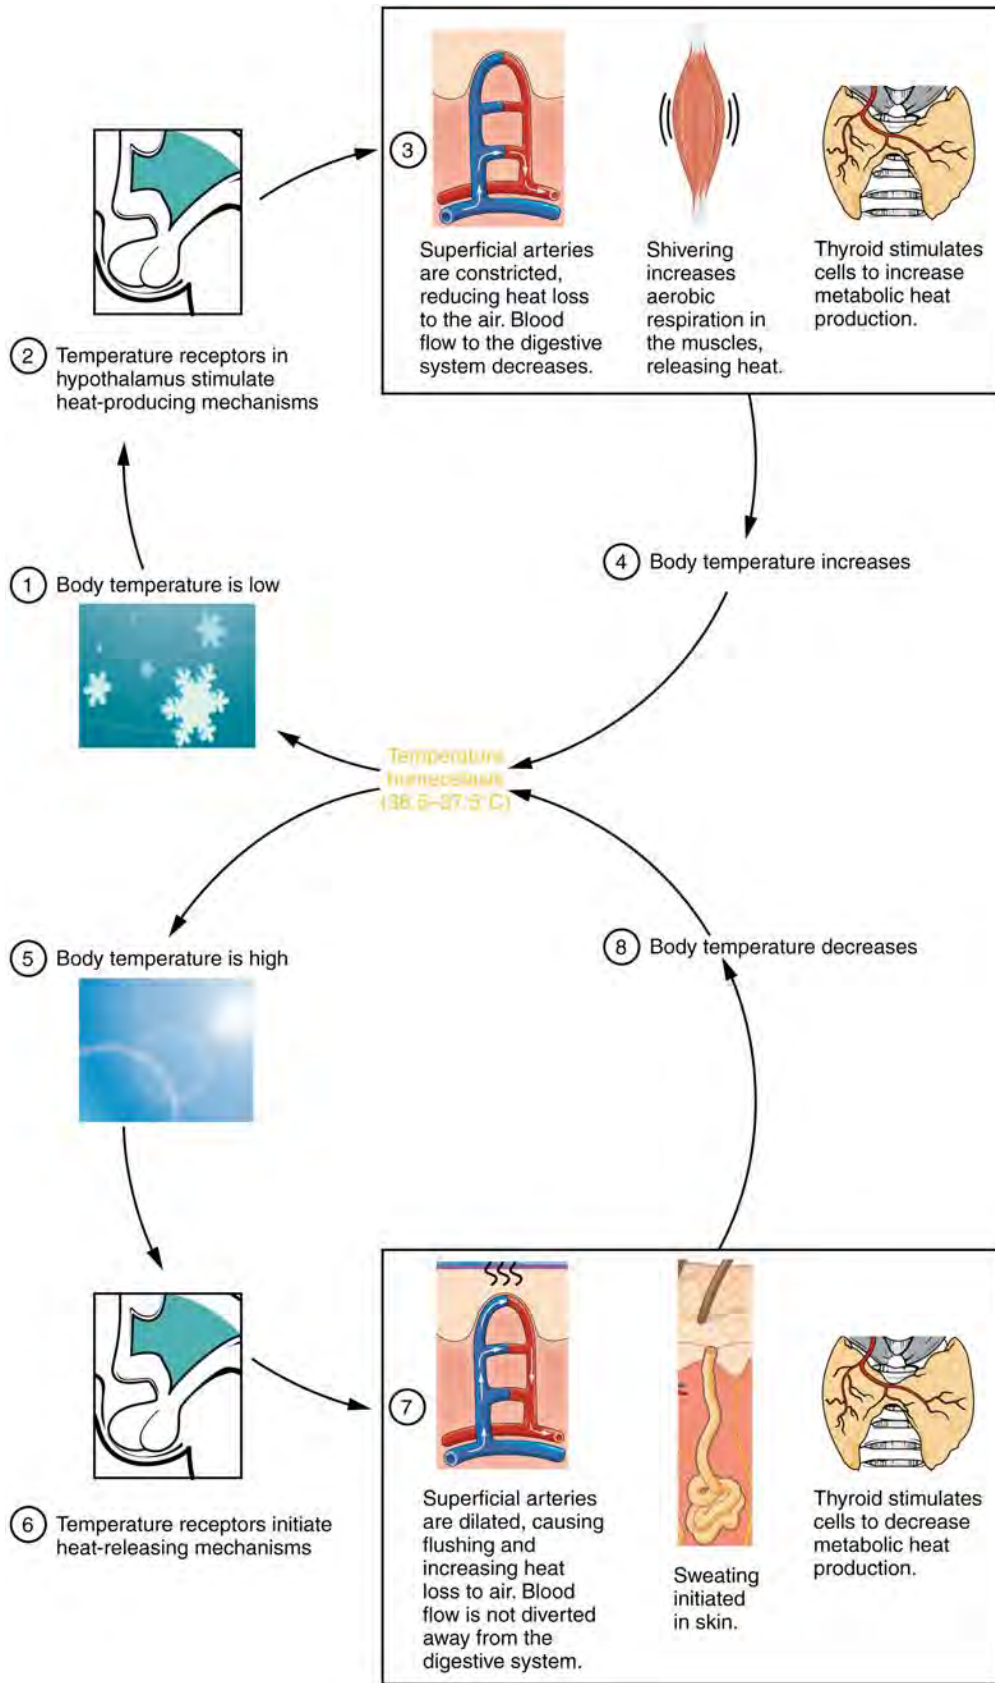 3
Superficial arteries
are constricted,
reducing heat loss
to the air. Blood
flow to the digestive
system decreases.
Shivering
increases
aerobic
respiration in
the muscles,
releasing heat.
Thyroid stimulates
cells to increase
metabolic heat
production.
2 Temperature receptors in
hypothalamus stimulate
heat-producing mechanisms
1 Body temperature is low
4 Body temperature increases
Temperature
homeostasis
(36.5–37.5°C)
5 Body temperature is high
8 Body temperature decreases
6 Temperature receptors initiate
heat-releasing mechanisms
7
Superficial arteries
are dilated, causing
flushing and
increasing heat
loss to air. Blood
flow is not diverted
away from the
digestive system.
Sweating
initiated
in skin.
Thyroid stimulates
cells to decrease
metabolic heat
production.